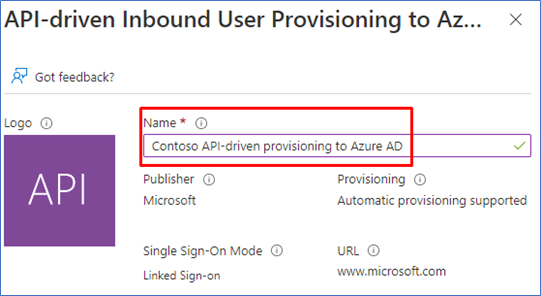 API-driven Inbound User Provisioning to Az...
Got feedback?
Logo
Name *
API
Contoso API-driven provisioning to Azure AD
Publisher
Provisioning
Microsoft
Automatic provisioning supported
Single Sign-On Mode
URL
Linked Sign-on
www.microsoft.com